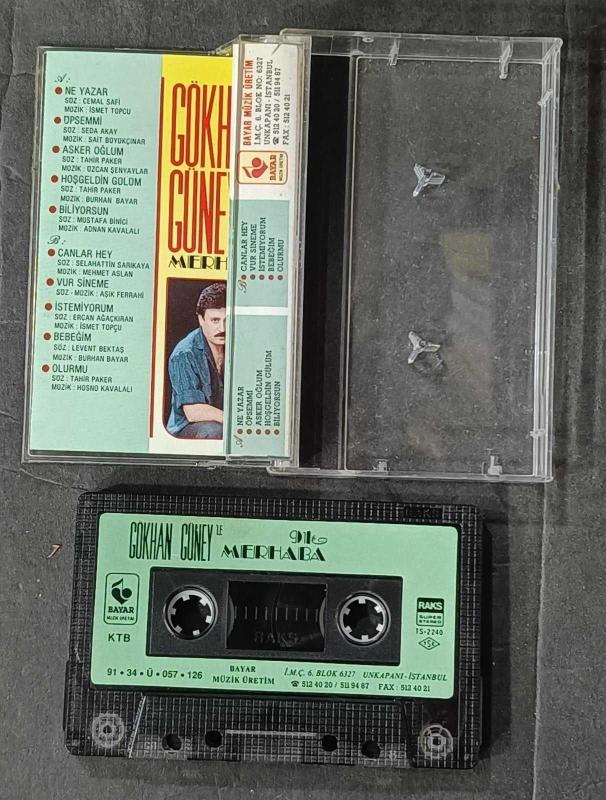 A:
NE YAZAR
SÖZ : CEMAL SAFİ
MÜZİK : İSMET TOPCU
ÖPSEMMİ
SÖZ : SEDA AKAY
MÜZİK : SAİT BÜYÜKÇINAR
ASKER OĞLUM
SÖZ : TAHİR PAKER
MÜZİK : ÖZCAN ŞENYAYLAR
HOŞGELDİN GÜLÜM
SÖZ : TAHİR PAKER
MÜZİK : BURHAN BAYAR
BİLİYORSUN
SÖZ : MUSTAFA BİNİCİ
MÜZİK : ADNAN KAVALALI
B:
CANLAR HEY
SÖZ : SELAHATTİN SARIKAYA
MÜZİK : MEHMET ASLAN
VUR SİNEME
SÖZ - MÜZİK : AŞIK FERRAHİ
İSTEMİYORUM
SÖZ : ERCAN AĞAÇKIRAN
MÜZİK : İSMET TOPÇU
BEBEĞİM
SÖZ : LEVENT BEKTAŞ
MÜZİK : BURHAN BAYAR
OLURMU
SÖZ : TAHİR PAKER
MÜZİK : HÜSNÜ KAVALALI
GÖKH
GÜNE
MERH
BAYAR MÜZİK ÜRETİM
İ.M.Ç. 6. BLOK NO: 6327
UNKAPANI - İSTANBUL
☎ 512 40 20 / 511 94 87
FAX : 512 40 21
BAYAR
MÜZİK ÜRETİM
B
CANLAR HEY
VUR SİNEME
İSTEMİYORUM
BEBEĞİM
OLURMU
A
NE YAZAR
ÖPSEMMİ
ASKER OĞLUM
HOŞGELDİN GÜLÜM
BİLİYORSUN
GÖKHAN GÜNEY 'LE
91'E
MERHABA
BAYAR
MÜZİK ÜRETİM
KTB
RAKS
RAKS
SUPER
STEREO
TS-2240
TSE
91 • 34 • Ü • 057 • 126
BAYAR
MÜZİK ÜRETİM
İ.M.Ç. 6. BLOK 6327 UNKAPANI - İSTANBUL
☎ 512 40 20 / 511 94 87 FAX : 512 40 21